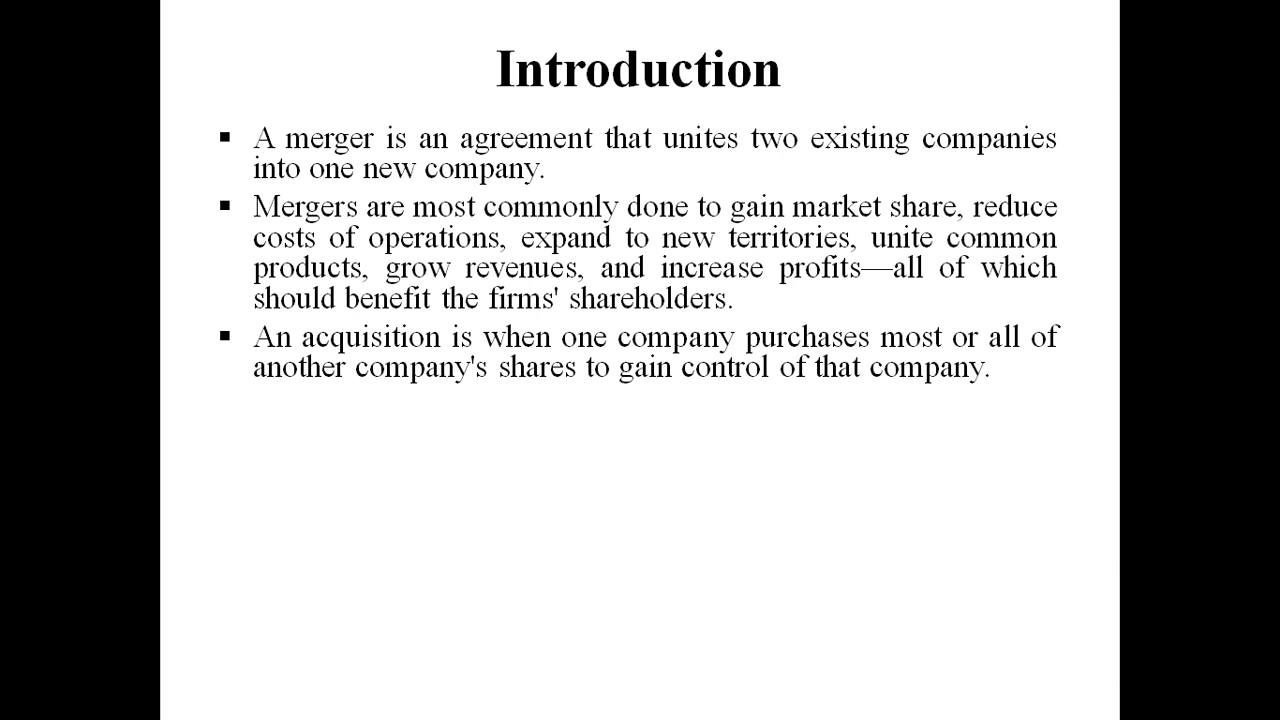 Introduction
▪ A merger is an agreement that unites two existing companies
into one new company.
▪ Mergers are most commonly done to gain market share, reduce
costs of operations, expand to new territories, unite common
products, grow revenues, and increase profits—all of which
should benefit the firms' shareholders.
▪ An acquisition is when one company purchases most or all of
another company's shares to gain control of that company.